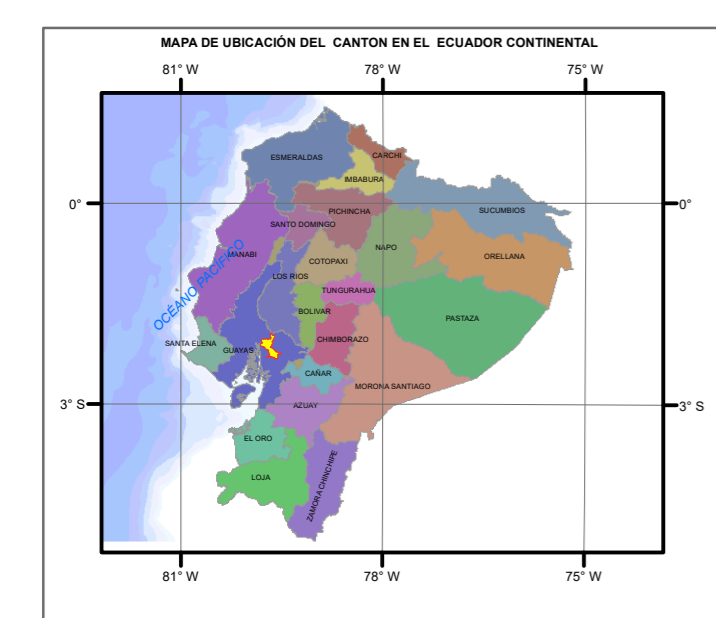 MAPA DE UBICACIÓN DEL CANTON EN EL ECUADOR CONTINENTAL
81° W
78° W
75° W
ESMERALDAS
CARCHI
IMBABURA
0°
0°
PICHINCHA
SUCUMBIOS
SANTO DOMINGO
NAPO
MANABI
COTOPAXI
ORELLANA
LOS RIOS
OCÉANO PACÍFICO
TUNGURAHUA
BOLIVAR
PASTAZA
SANTA ELENA
GUAYAS
CHIMBORAZO
CAÑAR
MORONA SANTIAGO
3° S
AZUAY
3° S
EL ORO
LOJA
ZAMORA CHINCHIPE
81° W
78° W
75° W